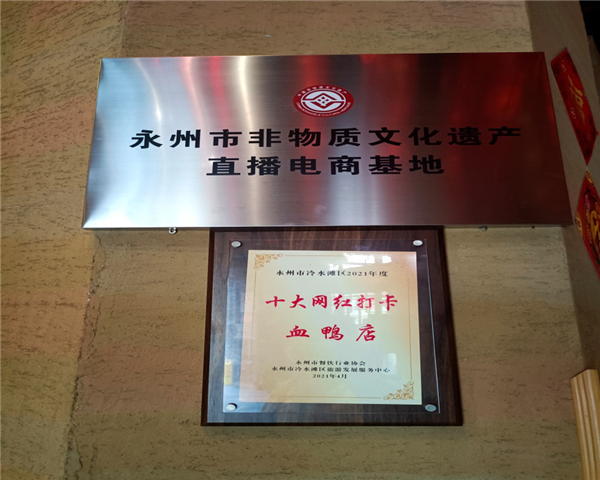 永州市非物质文化遗产
直播电商基地
永州市冷水滩区2021年度
十大网红打卡
血鸭店
永州市餐饮行业协会
永州市冷水滩区旅游发展服务中心
2021年4月